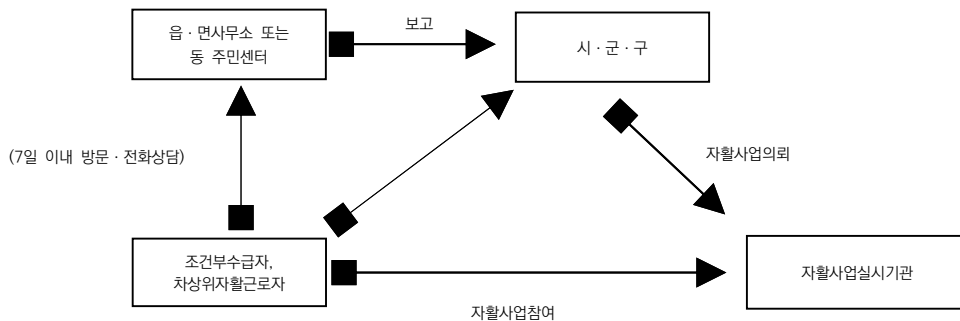 읍 · 면사무소 또는
동 주민센터
보고
시 · 군 · 구
(7일 이내 방문 · 전화상담)
자활사업의뢰
조건부수급자,
차상위자활근로자
자활사업실시기관
자활사업참여